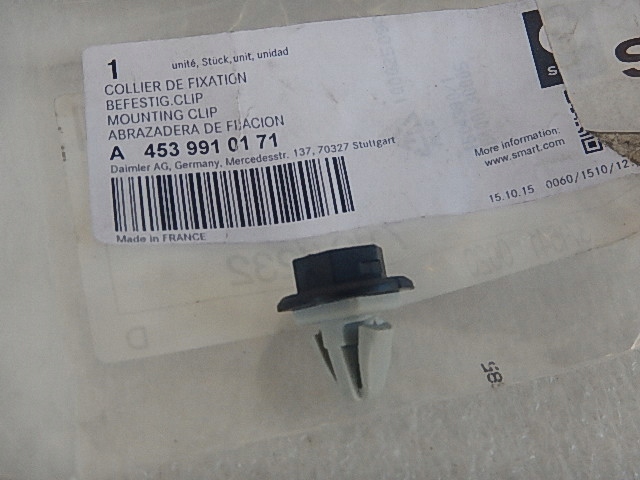 1 unité, Stück, unit, unidad
COLLIER DE FIXATION
BEFESTIG.CLIP
MOUNTING CLIP
ABRAZADERA DE FIJACION
A 453 991 01 71
Daimler AG, Germany, Mercedesstr. 137, 70327 Stuttgart
Made in FRANCE
More information:
www.smart.com
15.10.15 0060/1510/12